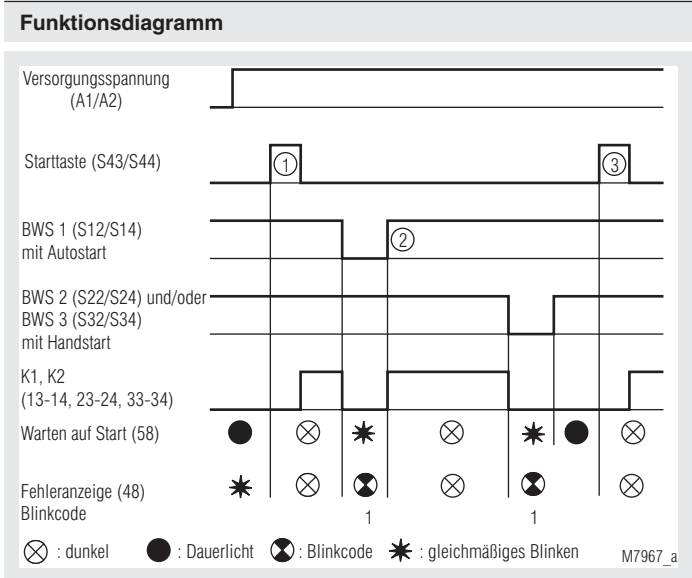 Funktionsdiagramm
Versorgungsspannung
(A1/A2)
Starttaste (S43/S44)
1
3
BWS 1 (S12/S14)
mit Autostart
2
BWS 2 (S22/S24) und/oder
BWS 3 (S32/S34)
mit Handstart
K1, K2
(13-14, 23-24, 33-34)
Warten auf Start (58)
Fehleranzeige (48)
Blinkcode
1
1
: dunkel : Dauerlicht : Blinkcode : gleichmäßiges Blinken
M7967_a